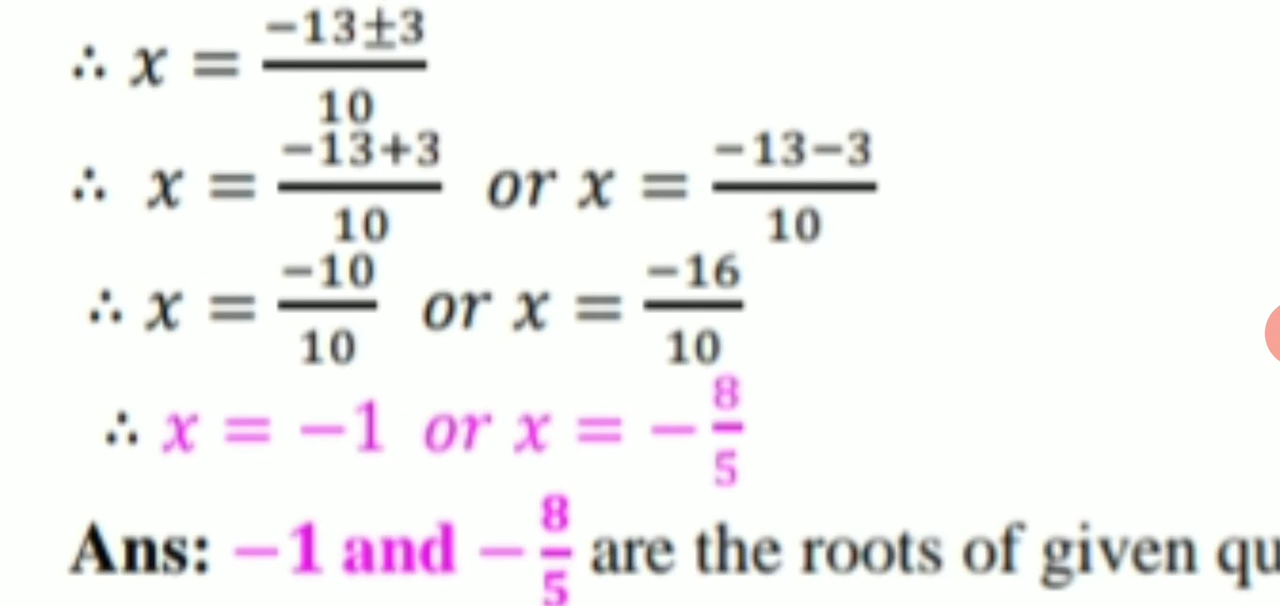 ∴ x = (-13±3)/10
∴ x = (-13+3)/10 or x = (-13-3)/10
∴ x = (-10)/10 or x = (-16)/10
∴ x = -1 or x = -8/5
Ans: -1 and -8/5 are the roots of given qu